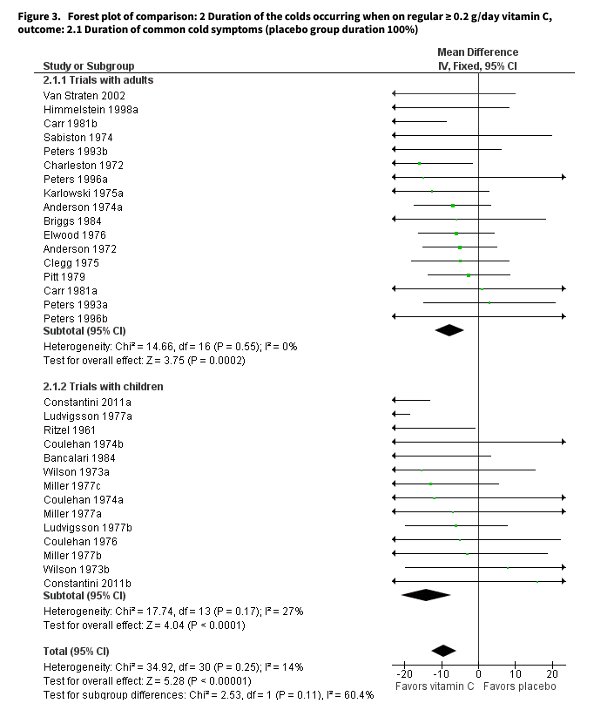 Figure 3. Forest plot of comparison: 2 Duration of the colds occurring when on regular ≥ 0.2 g/day vitamin C,
outcome: 2.1 Duration of common cold symptoms (placebo group duration 100%)
Mean Difference
Study or Subgroup IV, Fixed, 95% CI
2.1.1 Trials with adults
Van Straten 2002
Himmelstein 1998a
Carr 1981b
Sabiston 1974
Peters 1993b
Charleston 1972
Peters 1996a
Karlowski 1975a
Anderson 1974a
Briggs 1984
Elwood 1976
Anderson 1972
Clegg 1975
Pitt 1979
Carr 1981a
Peters 1993a
Peters 1996b
Subtotal (95% CI)
Heterogeneity: Chi² = 14.66, df = 16 (P = 0.55); I² = 0%
Test for overall effect: Z = 3.75 (P = 0.0002)
2.1.2 Trials with children
Constantini 2011a
Ludvigsson 1977a
Ritzel 1961
Coulehan 1974b
Bancalari 1984
Wilson 1973a
Miller 1977c
Coulehan 1974a
Miller 1977a
Ludvigsson 1977b
Coulehan 1976
Miller 1977b
Wilson 1973b
Constantini 2011b
Subtotal (95% CI)
Heterogeneity: Chi² = 17.74, df = 13 (P = 0.17); I² = 27%
Test for overall effect: Z = 4.04 (P < 0.0001)
Total (95% CI)
Heterogeneity: Chi² = 34.92, df = 30 (P = 0.25); I² = 14%
-20 -10 0 10 20
Test for overall effect: Z = 5.28 (P < 0.00001)
Favors vitamin C Favors placebo
Test for subgroup differences: Chi² = 2.53, df = 1 (P = 0.11), I² = 60.4%